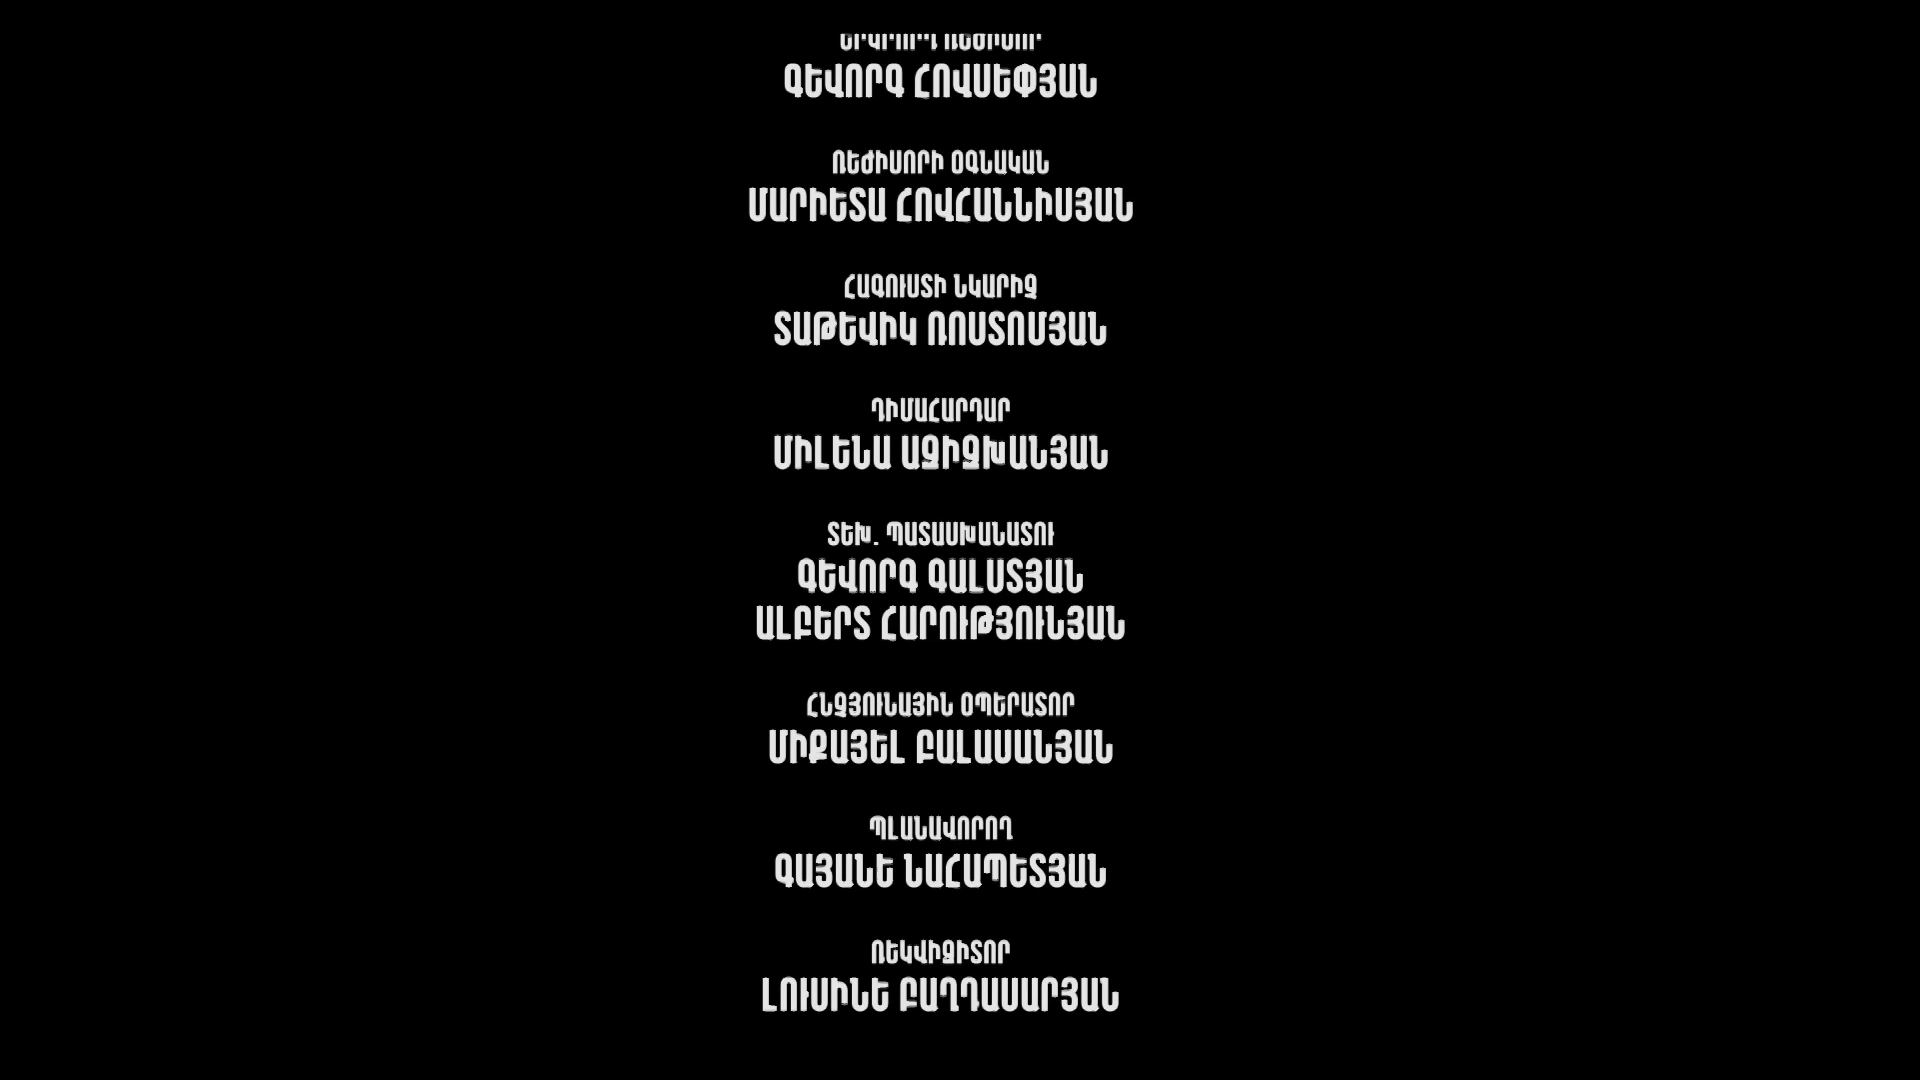 ԳԵՎՈՐԳ ՀՈՎՍԵՓՅԱՆ
ՌԵԺԻՍՈՐԻ ՕԳՆԱԿԱՆ
ՄԱՐԻԵՏԱ ՀՈՎՀԱՆՆԻՍՅԱՆ
ՀԱԳՈՒՍՏԻ ՆԿԱՐԻՉ
ՏԱԹԵՎԻԿ ՌՈՍՏՈՄՅԱՆ
ԴԻՄԱՀԱՐԴԱՐ
ՄԻԼԵՆԱ ԱԶԻԶԽԱՆՅԱՆ
ՏԵԽ. ՊԱՏԱՍԽԱՆԱՏՈՒ
ԳԵՎՈՐԳ ԳԱԼՍՏՅԱՆ
ԱԼԲԵՐՏ ՀԱՐՈՒԹՅՈՒՆՅԱՆ
ՀՆՉՅՈՒՆԱՅԻՆ ՕՊԵՐԱՏՈՐ
ՄԻՔԱՅԵԼ ԲԱԼԱՍԱՆՅԱՆ
ՊԼԱՆԱՎՈՐՈՂ
ԳԱՅԱՆԵ ՆԱՀԱՊԵՏՅԱՆ
ՌԵԿՎԻԶԻՏՈՐ
ԼՈՒՍԻՆԵ ԲԱՂԴԱՍԱՐՅԱՆ